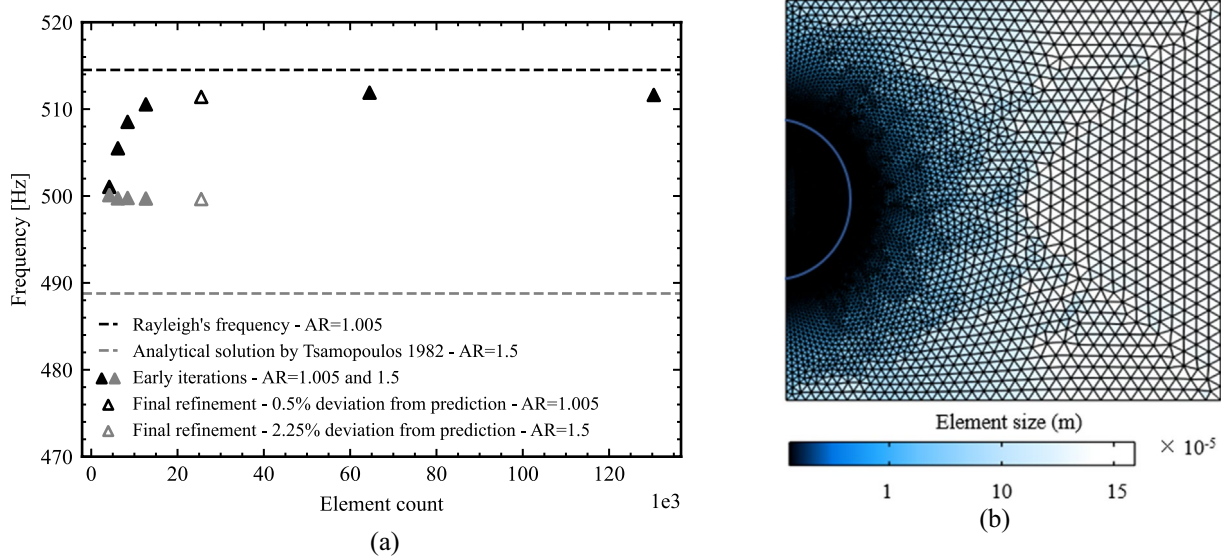 520
510
500
490
480
470
Frequency [Hz]
Rayleigh's frequency - AR=1.005
Analytical solution by Tsamopoulos 1982 - AR=1.5
Early iterations - AR=1.005 and 1.5
Final refinement - 0.5% deviation from prediction - AR=1.005
Final refinement - 2.25% deviation from prediction - AR=1.5
0 20 40 60 80 100 120
Element count
1e3
(a)
Element size (m)
× 10⁻⁵
1 10 15
(b)